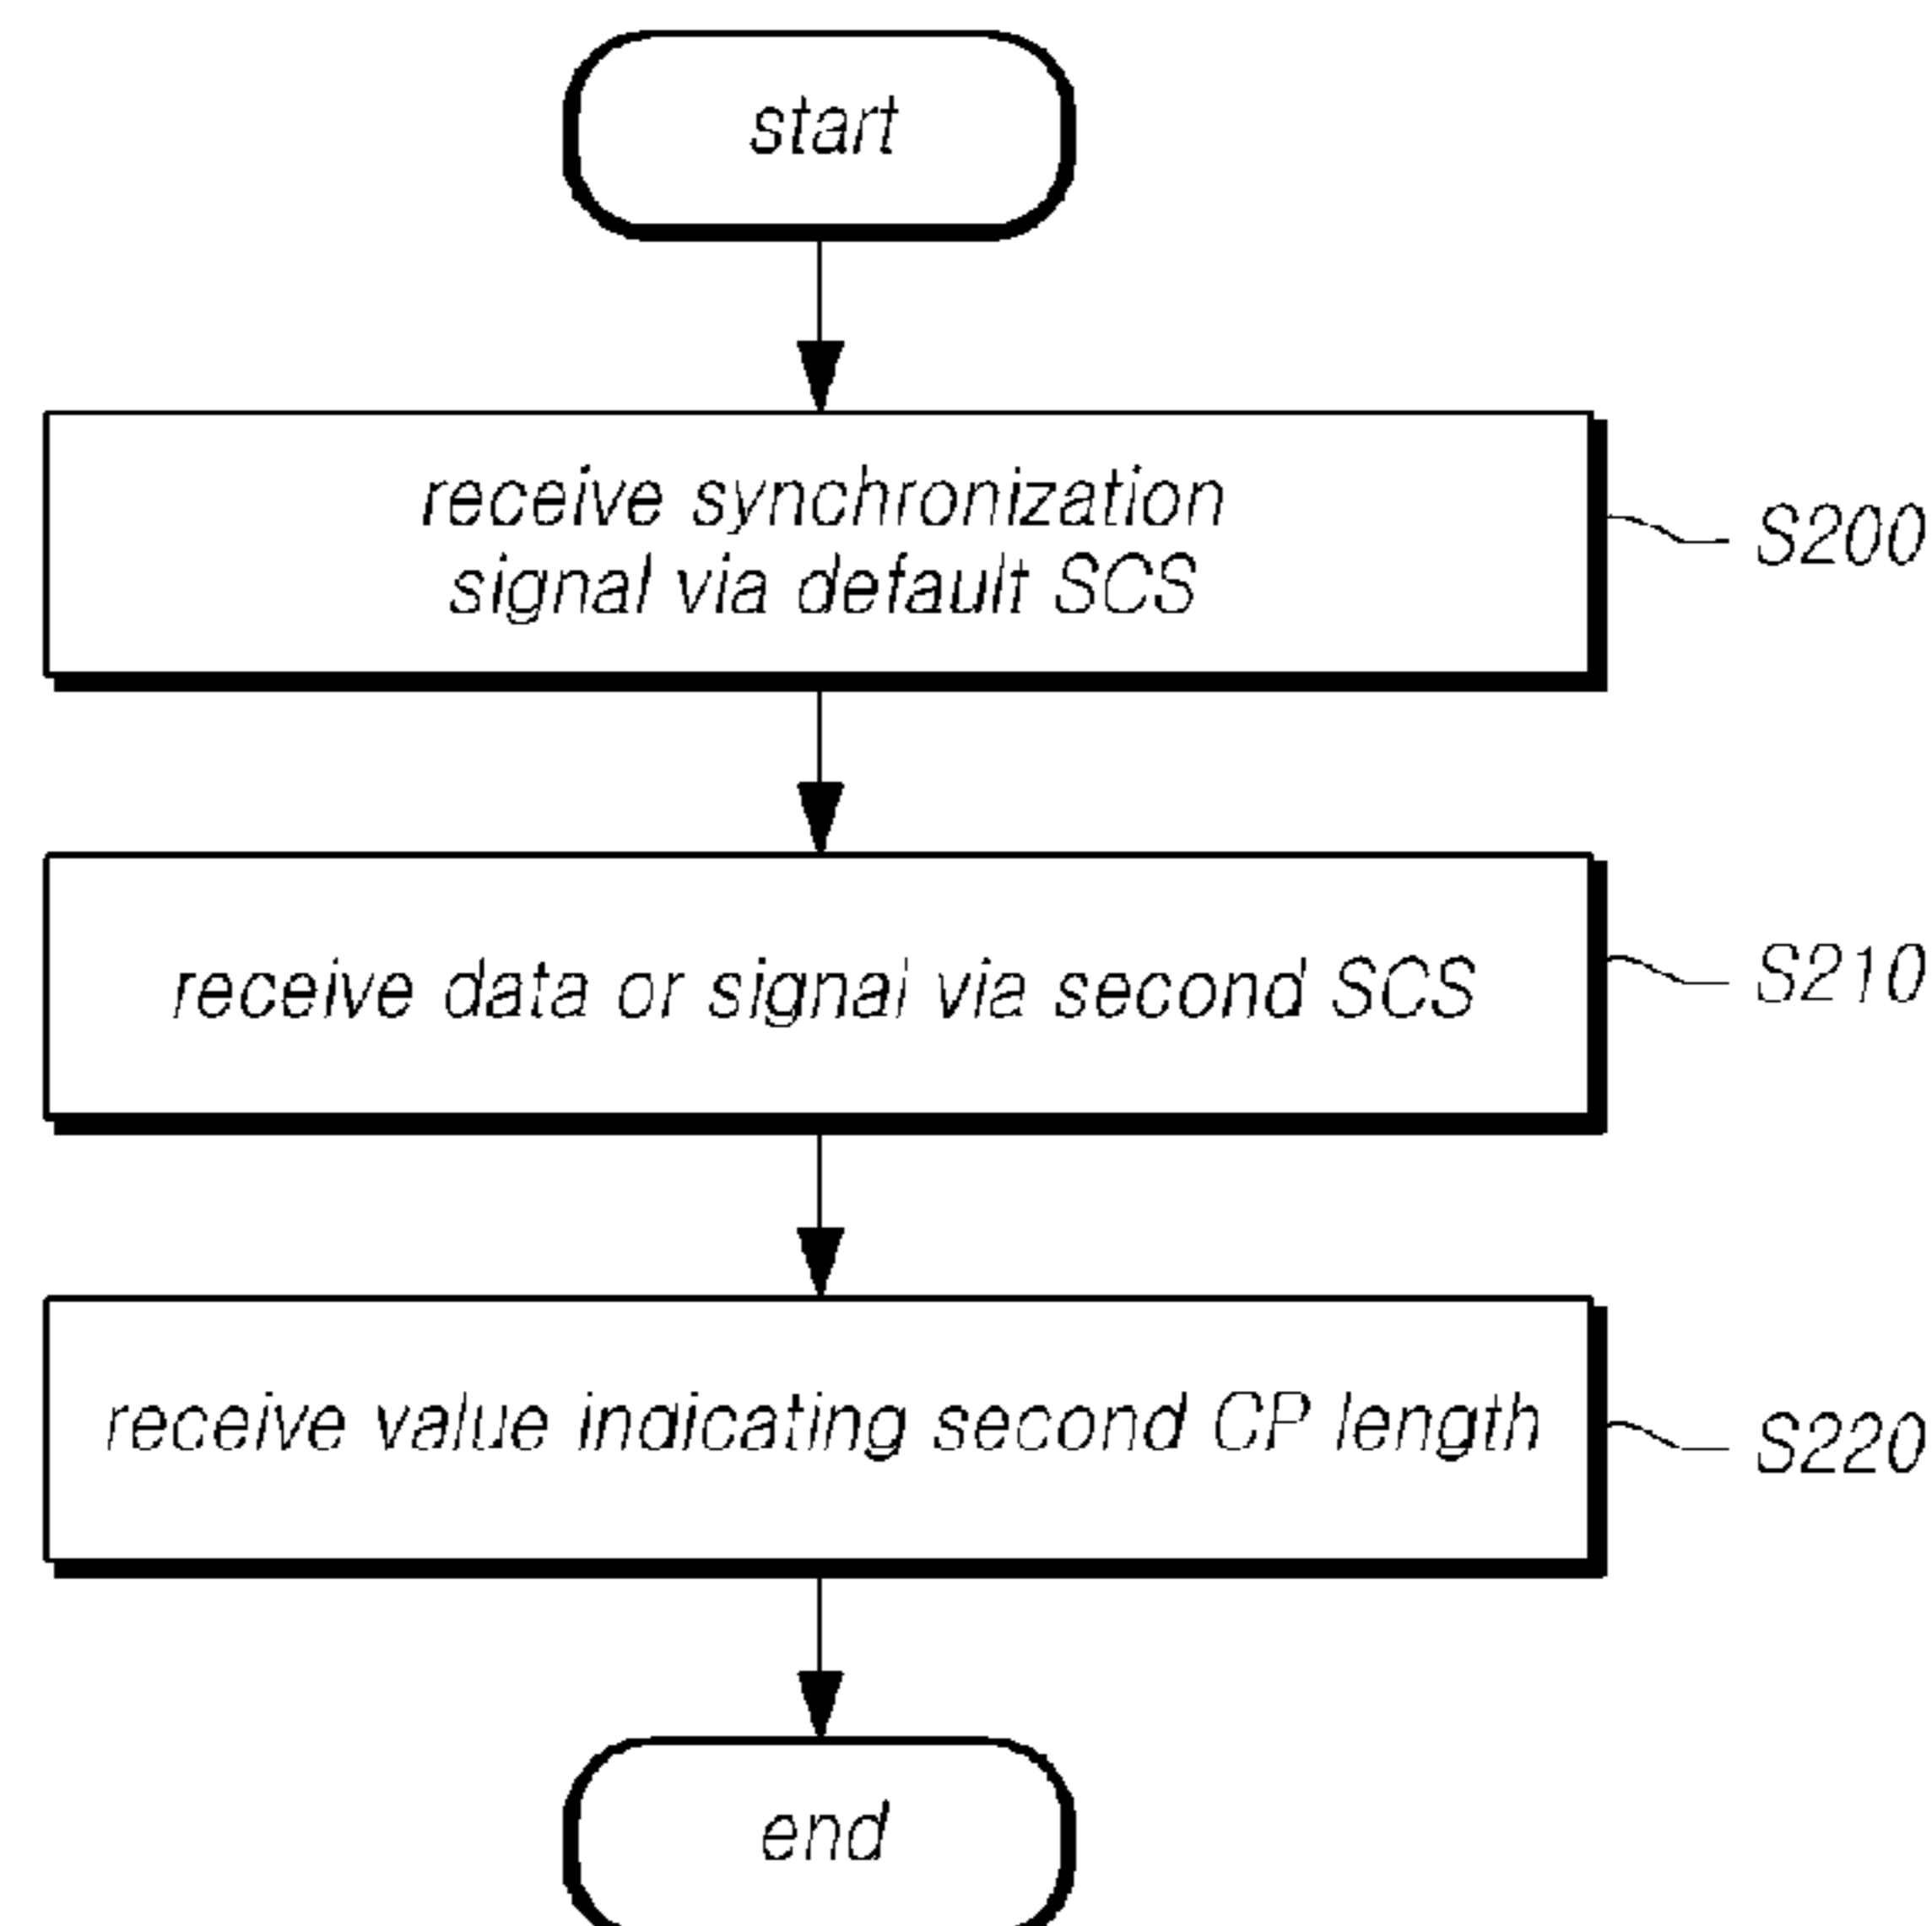 start
receive synchronization
signal via default SCS
S200
receive data or signal via second SCS
S210
receive value indicating second CP length
S220
end